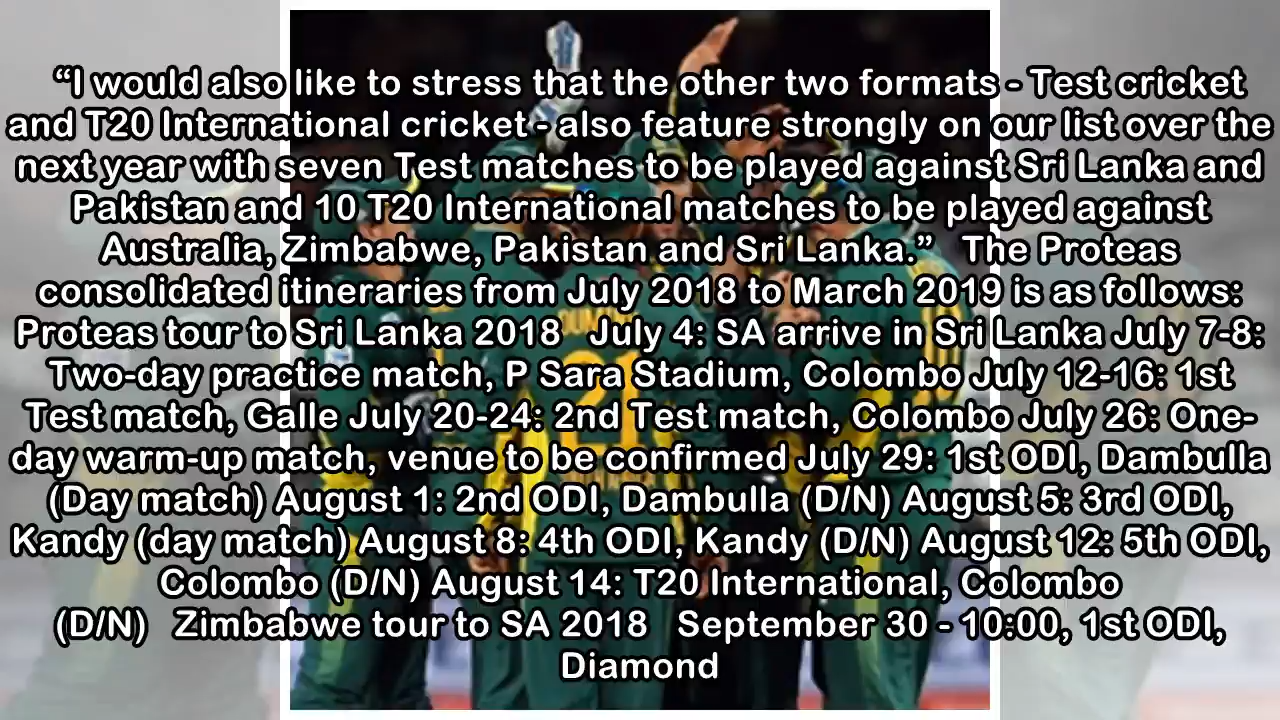 “I would also like to stress that the other two formats - Test cricket
and T20 International cricket - also feature strongly on our list over the
next year with seven Test matches to be played against Sri Lanka and
Pakistan and 10 T20 International matches to be played against
Australia, Zimbabwe, Pakistan and Sri Lanka.” The Proteas
consolidated itineraries from July 2018 to March 2019 is as follows:
Proteas tour to Sri Lanka 2018 July 4: SA arrive in Sri Lanka July 7-8:
Two-day practice match, P Sara Stadium, Colombo July 12-16: 1st
Test match, Galle July 20-24: 2nd Test match, Colombo July 26: One-
day warm-up match, venue to be confirmed July 29: 1st ODI, Dambulla
(Day match) August 1: 2nd ODI, Dambulla (D/N) August 5: 3rd ODI,
Kandy (day match) August 8: 4th ODI, Kandy (D/N) August 12: 5th ODI,
Colombo (D/N) August 14: T20 International, Colombo
(D/N) Zimbabwe tour to SA 2018 September 30 - 10:00, 1st ODI,
Diamond
21